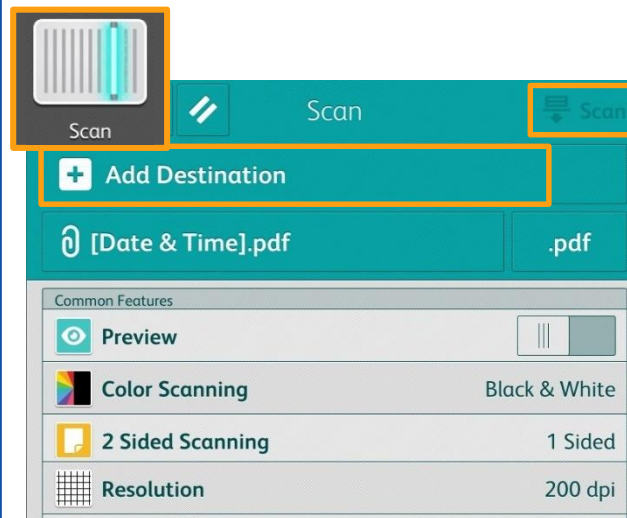 Scan
Scan
Scan
Add Destination
[Date & Time].pdf .pdf
Common Features
Preview
Color Scanning Black & White
2 Sided Scanning 1 Sided
Resolution 200 dpi